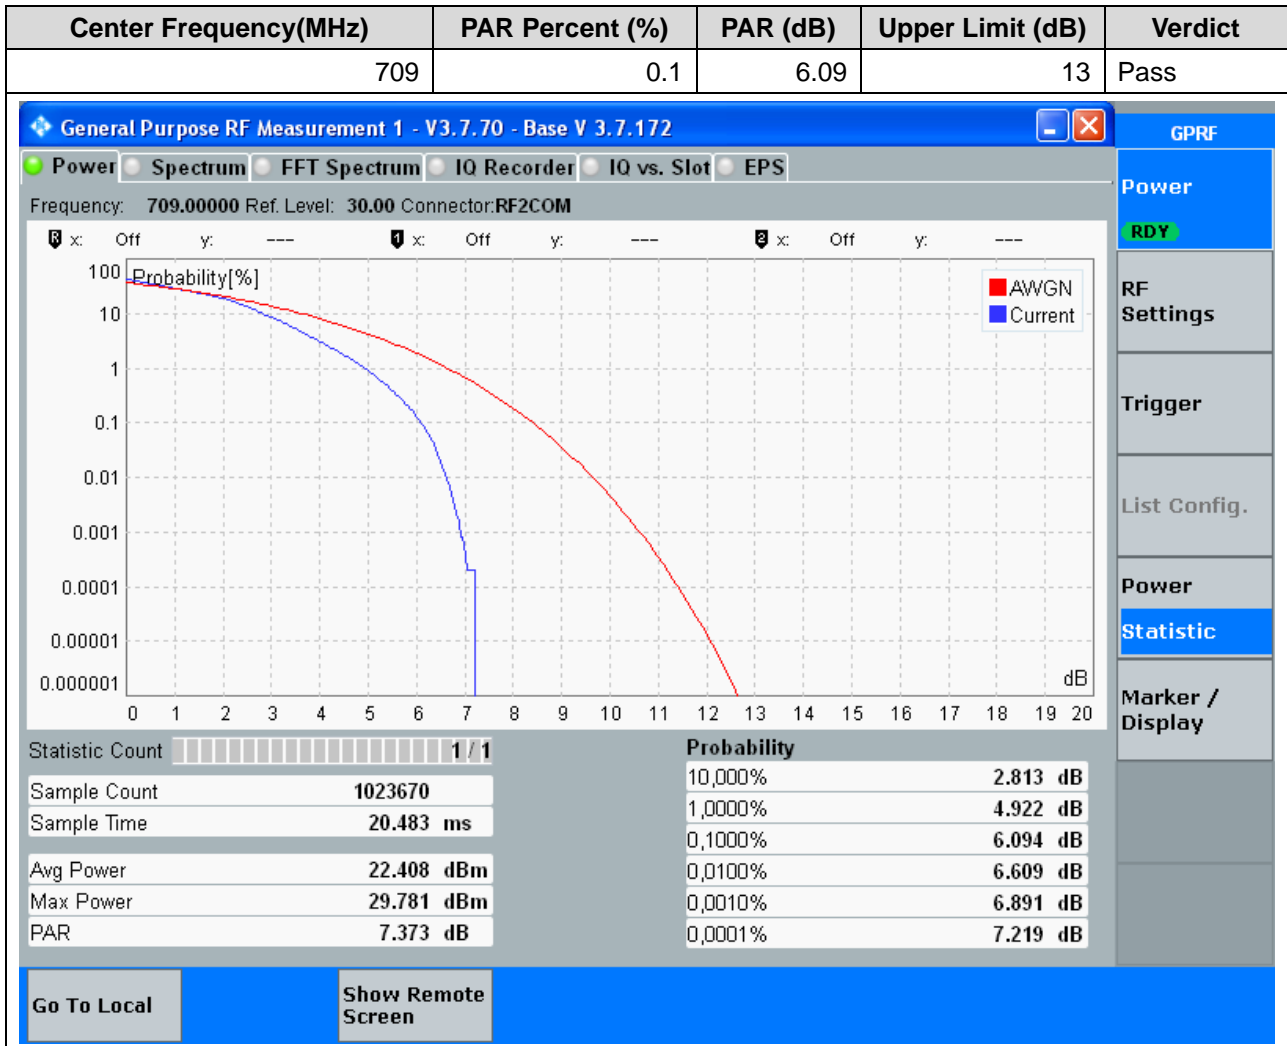 Center Frequency(MHz) PAR Percent (%) PAR (dB) Upper Limit (dB) Verdict
709 0.1 6.09 13 Pass
General Purpose RF Measurement 1 - V3.7.70 - Base V 3.7.172
GPRF
Power Spectrum FFT Spectrum IQ Recorder IQ vs. Slot EPS
Power
RDY
Frequency: 709.00000 Ref. Level: 30.00 Connector:RF2COM
R x: Off y: --- 1 x: Off y: --- 2 x: Off y: ---
Probability[%]
AWGN
Current
100
10
1
0.1
0.01
0.001
0.0001
0.00001
0.000001
dB
0 1 2 3 4 5 6 7 8 9 10 11 12 13 14 15 16 17 18 19 20
RF
Settings
Trigger
List Config.
Power
Statistic
Marker /
Display
Statistic Count 1 / 1
Sample Count 1023670
Sample Time 20.483 ms
Avg Power 22.408 dBm
Max Power 29.781 dBm
PAR 7.373 dB
Probability
10,000% 2.813 dB
1,0000% 4.922 dB
0,1000% 6.094 dB
0,0100% 6.609 dB
0,0010% 6.891 dB
0,0001% 7.219 dB
Go To Local
Show Remote
Screen